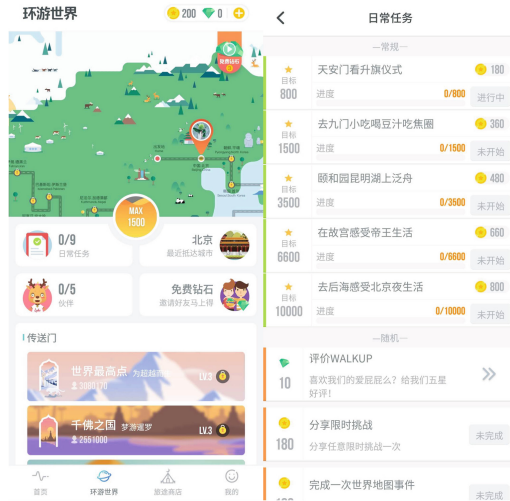 环游世界
200
0
免费钻石
MAX
1500
0/9
日常任务
北京
最近抵达城市
0/5
伙伴
免费钻石
邀请好友马上得
传送门
世界最高点 为超越而
3000170
LV.3
千佛之国 梦游暹罗
2551000
LV.3
首页
环游世界
旅途商店
我的
日常任务
常规
天安门看升旗仪式
180
目标
800
进度
0/800
进行中
去九门小吃喝豆汁吃焦圈
360
目标
1500
进度
0/1500
未开始
颐和园昆明湖上泛舟
480
目标
3500
进度
0/3500
未开始
在故宫感受帝王生活
660
目标
6600
进度
0/6600
未开始
去后海感受北京夜生活
800
目标
10000
进度
0/10000
未开始
随机
评价WALKUP
10
喜欢我们的爱屁屁么？给我们五星
好评！
分享限时挑战
180
分享任意限时挑战一次
未完成
完成一次世界地图事件
未完成